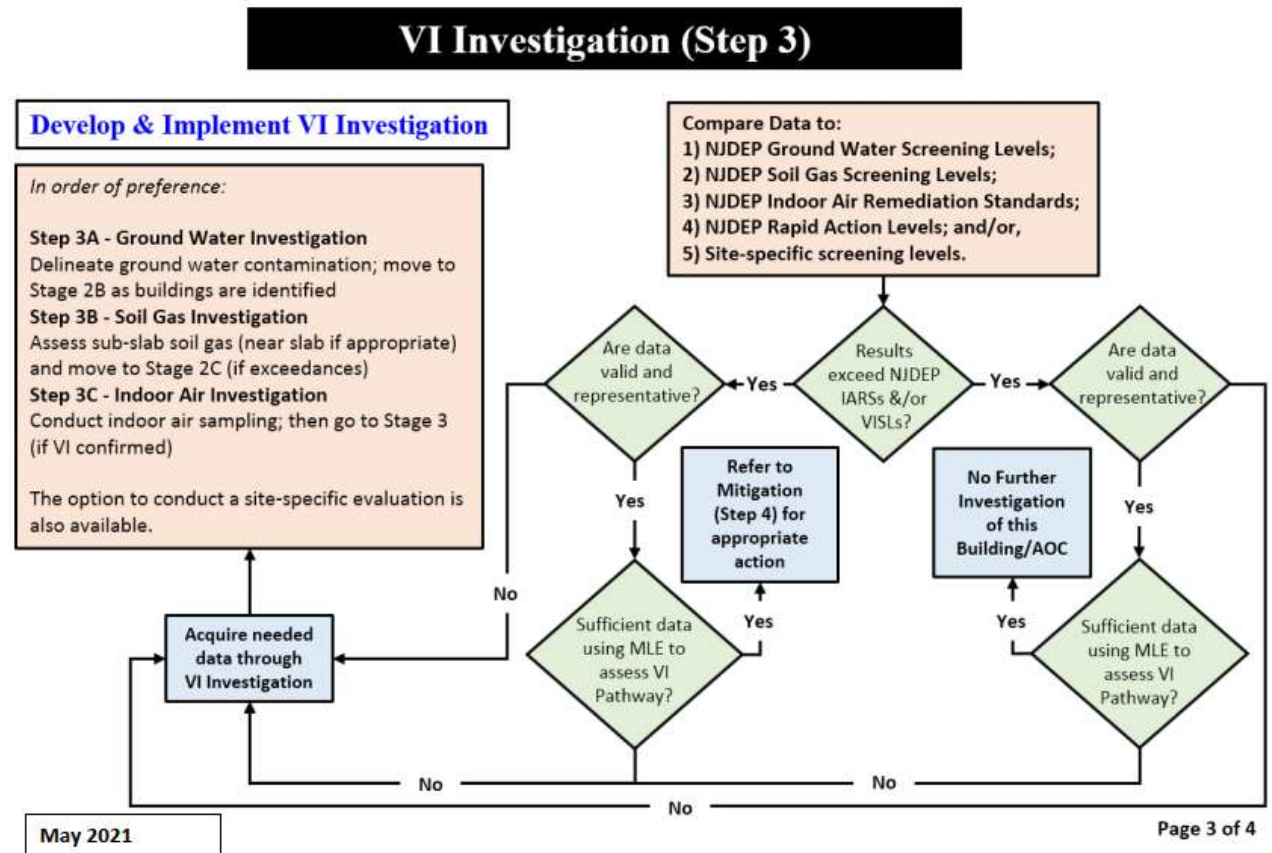 VI Investigation (Step 3)
Develop & Implement VI Investigation
In order of preference:
Step 3A - Ground Water Investigation
Delineate ground water contamination; move to
Stage 2B as buildings are identified
Step 3B - Soil Gas Investigation
Assess sub-slab soil gas (near slab if appropriate)
and move to Stage 2C (if exceedances)
Step 3C - Indoor Air Investigation
Conduct indoor air sampling; then go to Stage 3
(if VI confirmed)
The option to conduct a site-specific evaluation is
also available.
Compare Data to:
1) NJDEP Ground Water Screening Levels;
2) NJDEP Soil Gas Screening Levels;
3) NJDEP Indoor Air Remediation Standards;
4) NJDEP Rapid Action Levels; and/or,
5) Site-specific screening levels.
Are data
valid and
representative?
Yes
Results
exceed NJDEP
IARSs &/or
VISLs?
Yes
Are data
valid and
representative?
Yes
Refer to
Mitigation
(Step 4) for
appropriate
action
No Further
Investigation
of this
Building/AOC
Yes
No
Acquire needed
data through
VI Investigation
Sufficient data
using MLE to
assess VI
Pathway?
Yes
Yes
Sufficient data
using MLE to
assess VI
Pathway?
No
No
No
May 2021
Page 3 of 4